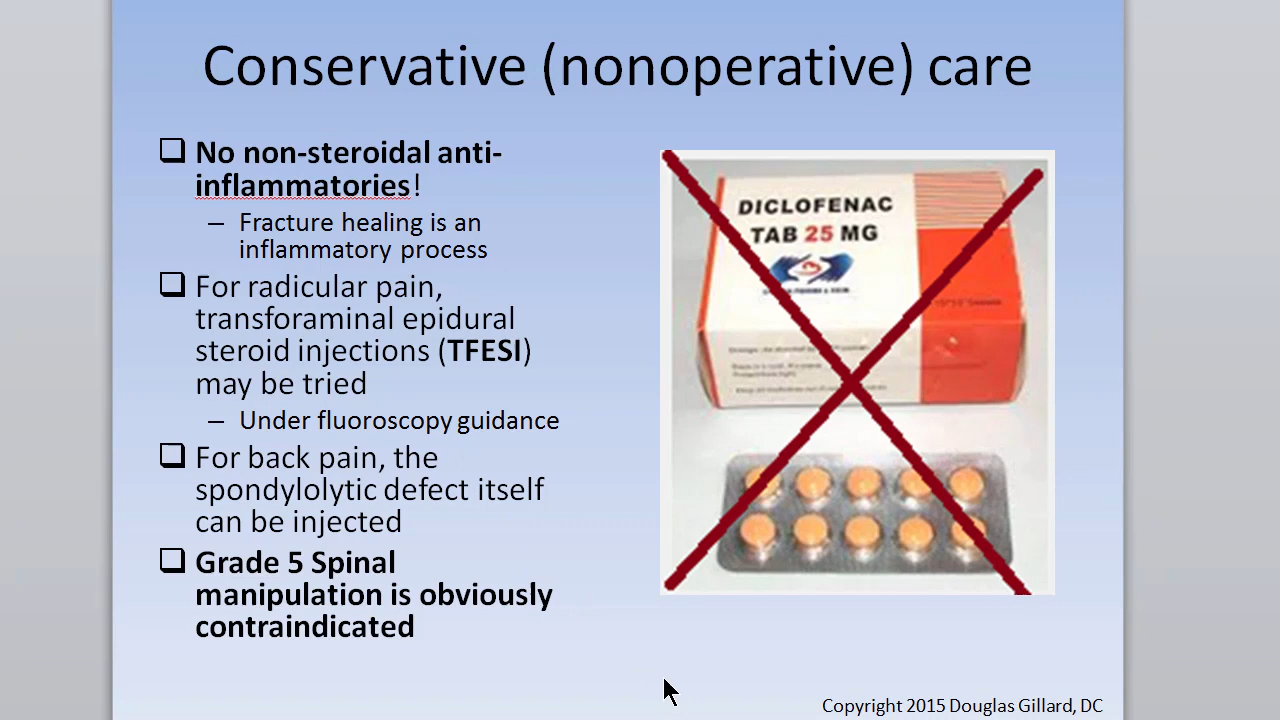 Conservative (nonoperative) care
No non-steroidal anti-
inflammatories!
– Fracture healing is an
inflammatory process
For radicular pain,
transforaminal epidural
steroid injections (TFESI)
may be tried
– Under fluoroscopy guidance
For back pain, the
spondylolytic defect itself
can be injected
Grade 5 Spinal
manipulation is obviously
contraindicated
DICLOFENAC
TAB 25 MG
Copyright 2015 Douglas Gillard, DC